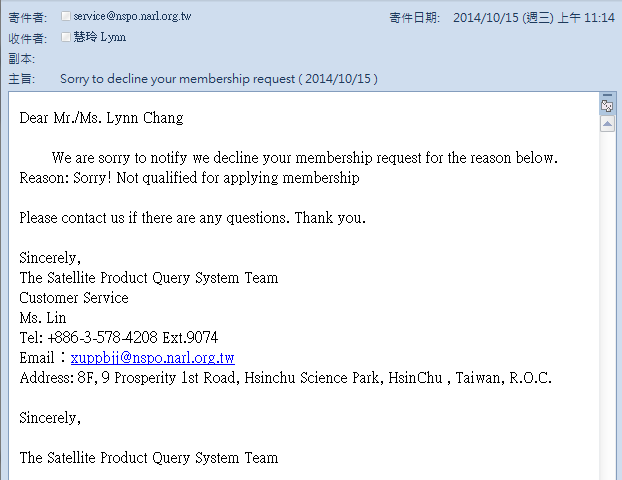 寄件者: service@nspo.narl.org.tw 寄件日期: 2014/10/15 (週三) 上午 11:14
收件者: 慧玲 Lynn
副本:
主旨: Sorry to decline your membership request ( 2014/10/15 )
Dear Mr./Ms. Lynn Chang
We are sorry to notify we decline your membership request for the reason below.
Reason: Sorry! Not qualified for applying membership
Please contact us if there are any questions. Thank you.
Sincerely,
The Satellite Product Query System Team
Customer Service
Ms. Lin
Tel: +886-3-578-4208 Ext.9074
Email：xuppbjj@nspo.narl.org.tw
Address: 8F, 9 Prosperity 1st Road, Hsinchu Science Park, HsinChu , Taiwan, R.O.C.
Sincerely,
The Satellite Product Query System Team